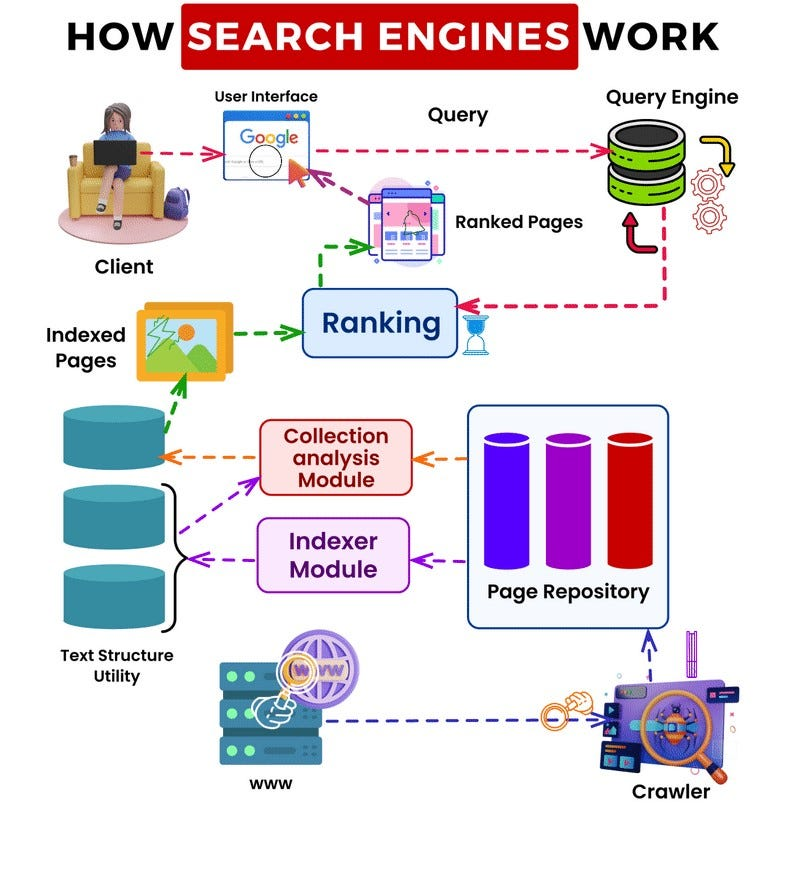 HOW SEARCH ENGINES WORK
User Interface
Google
Query
Query Engine
Client
Ranked Pages
Ranking
Indexed
Pages
Collection
analysis
Module
Indexer
Module
Page Repository
Text Structure
Utility
www
www
Crawler